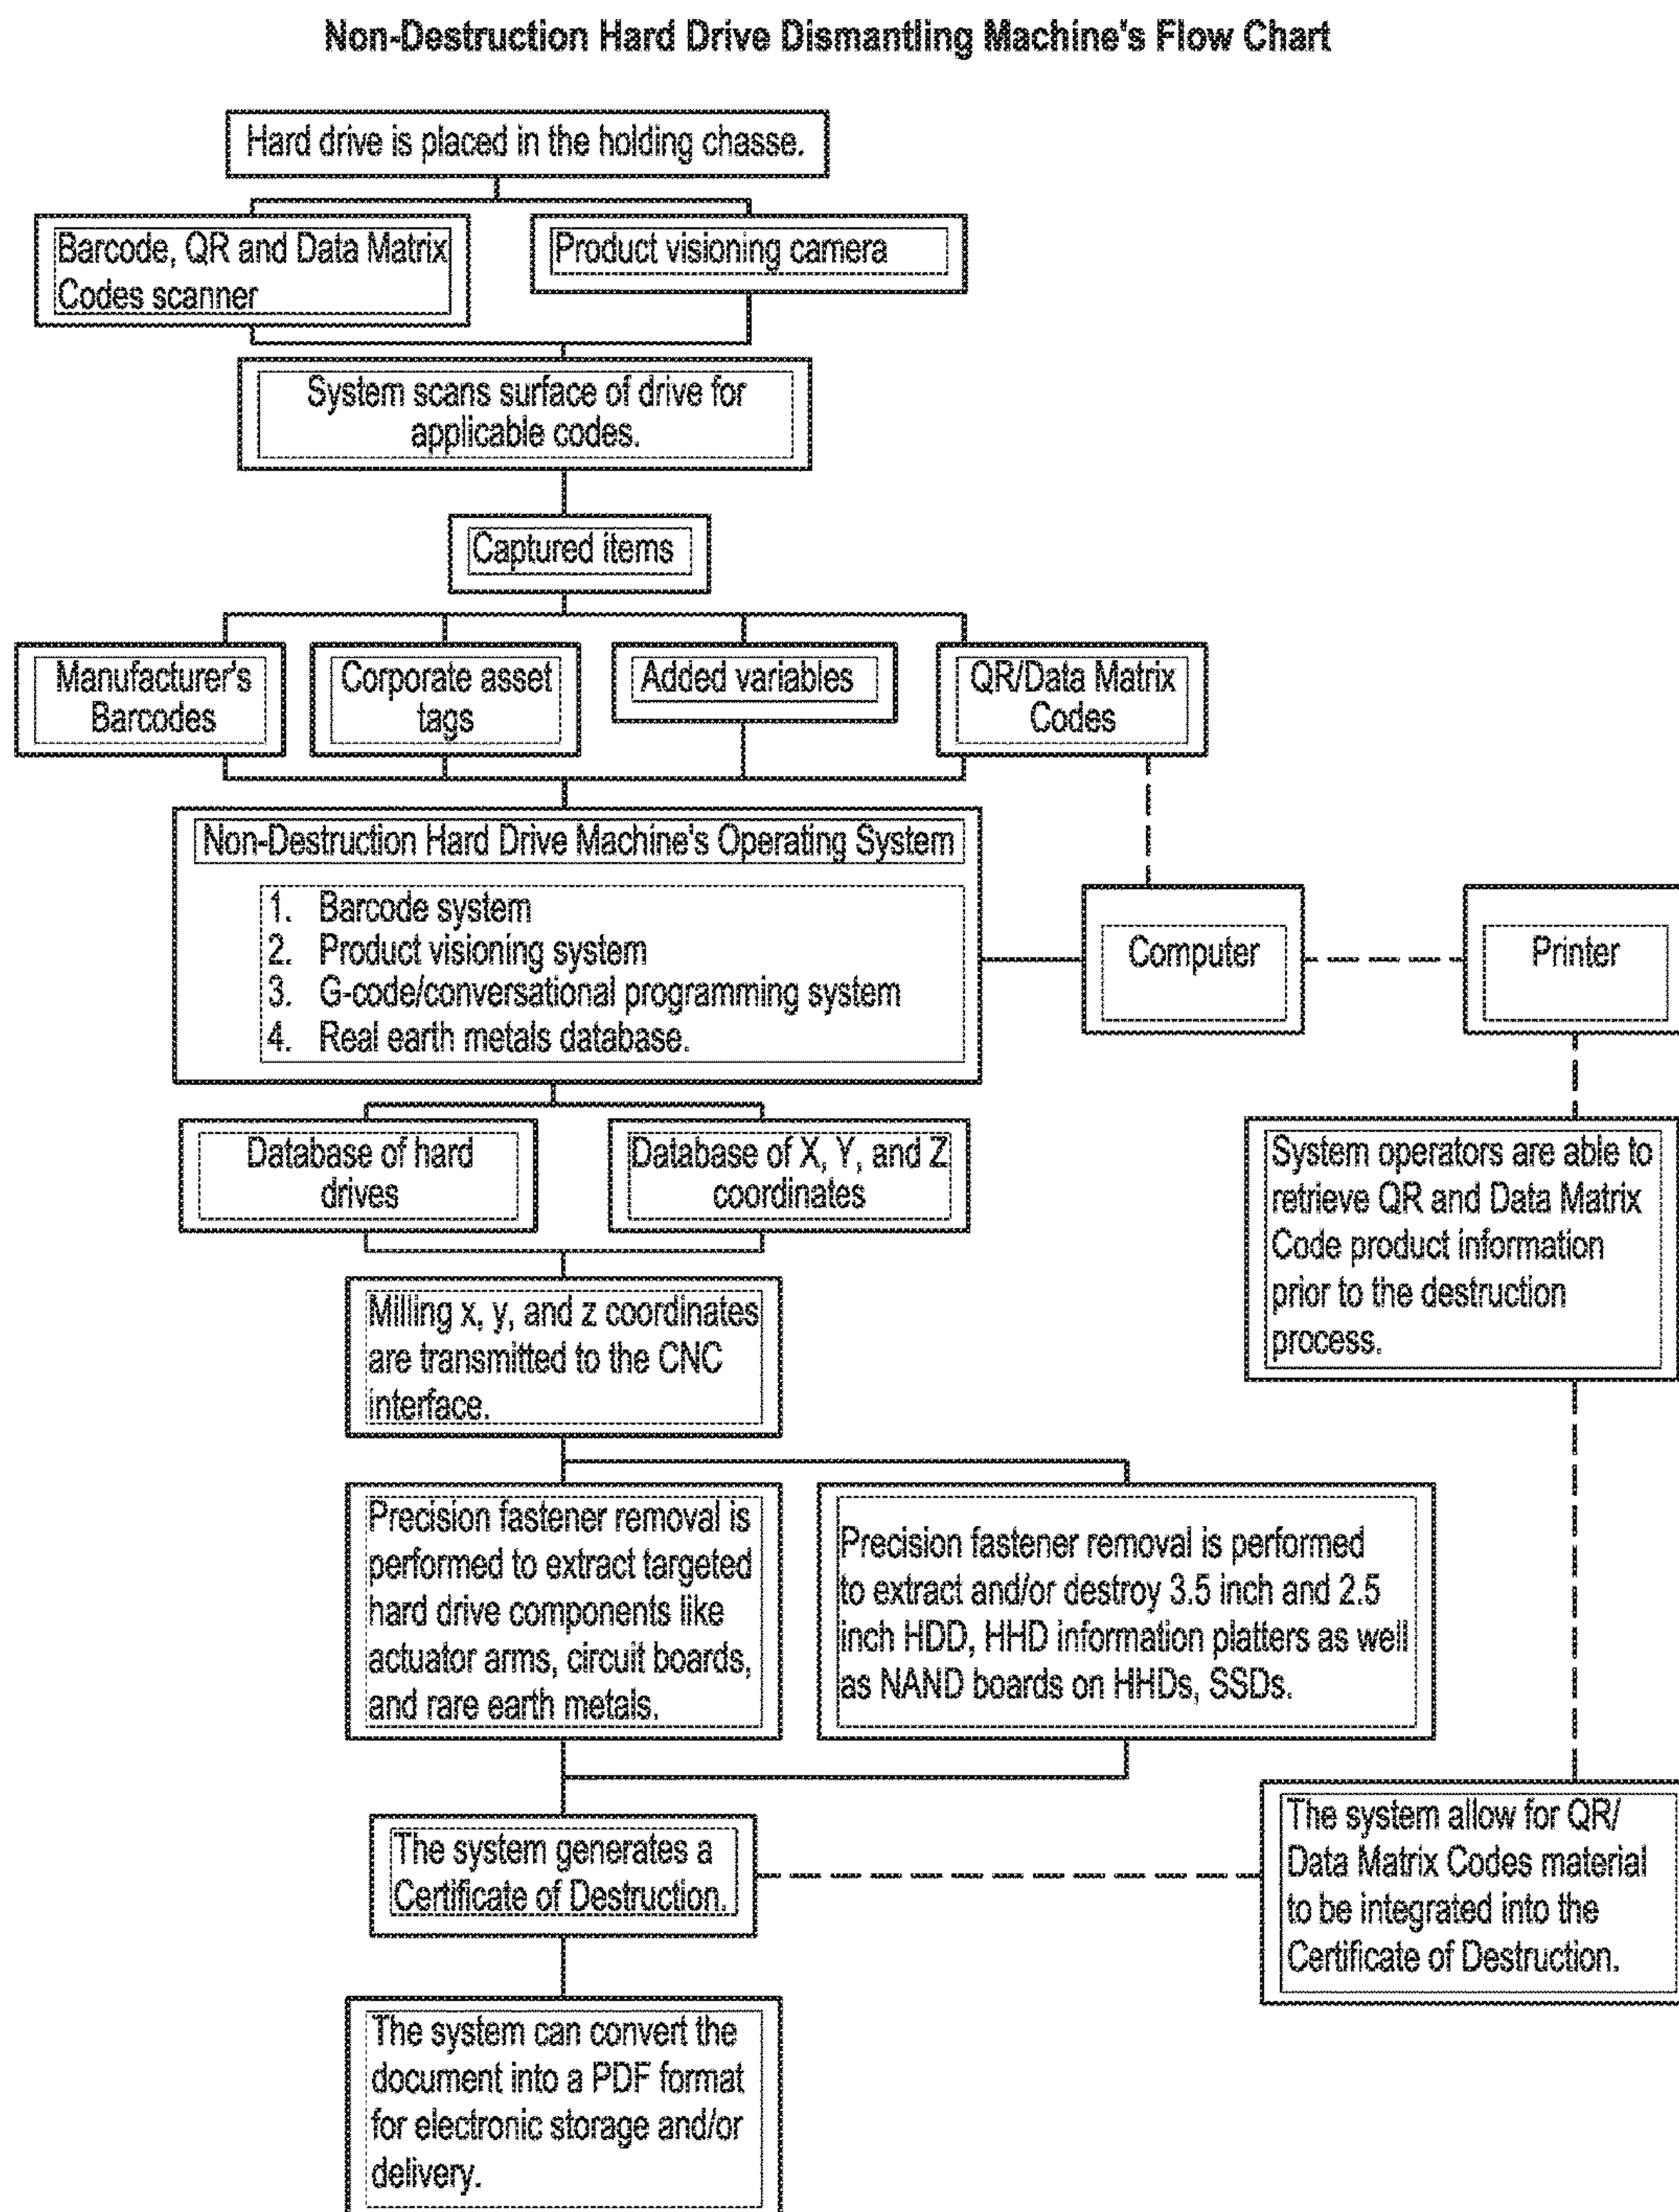 Non-Destruction Hard Drive Dismantling Machine's Flow Chart
Hard drive is placed in the holding chasse.
Barcode, QR and Data Matrix
Codes scanner
Product visioning camera
System scans surface of drive for
applicable codes.
Captured items
Manufacturer's
Barcodes
Corporate asset
tags
Added variables
QR/Data Matrix
Codes
Non-Destruction Hard Drive Machine's Operating System
1. Barcode system
2. Product visioning system
3. G-code/conversational programming system
4. Real earth metals database.
Computer
Printer
Database of hard
drives
Database of X, Y, and Z
coordinates
System operators are able to
retrieve QR and Data Matrix
Code product information
prior to the destruction
process.
Milling x, y, and z coordinates
are transmitted to the CNC
interface.
Precision fastener removal is
performed to extract targeted
hard drive components like
actuator arms, circuit boards,
and rare earth metals.
Precision fastener removal is performed
to extract and/or destroy 3.5 inch and 2.5
inch HDD, HHD information platters as well
as NAND boards on HHDs, SSDs.
The system generates a
Certificate of Destruction.
The system allow for QR/
Data Matrix Codes material
to be integrated into the
Certificate of Destruction.
The system can convert the
document into a PDF format
for electronic storage and/or
delivery.